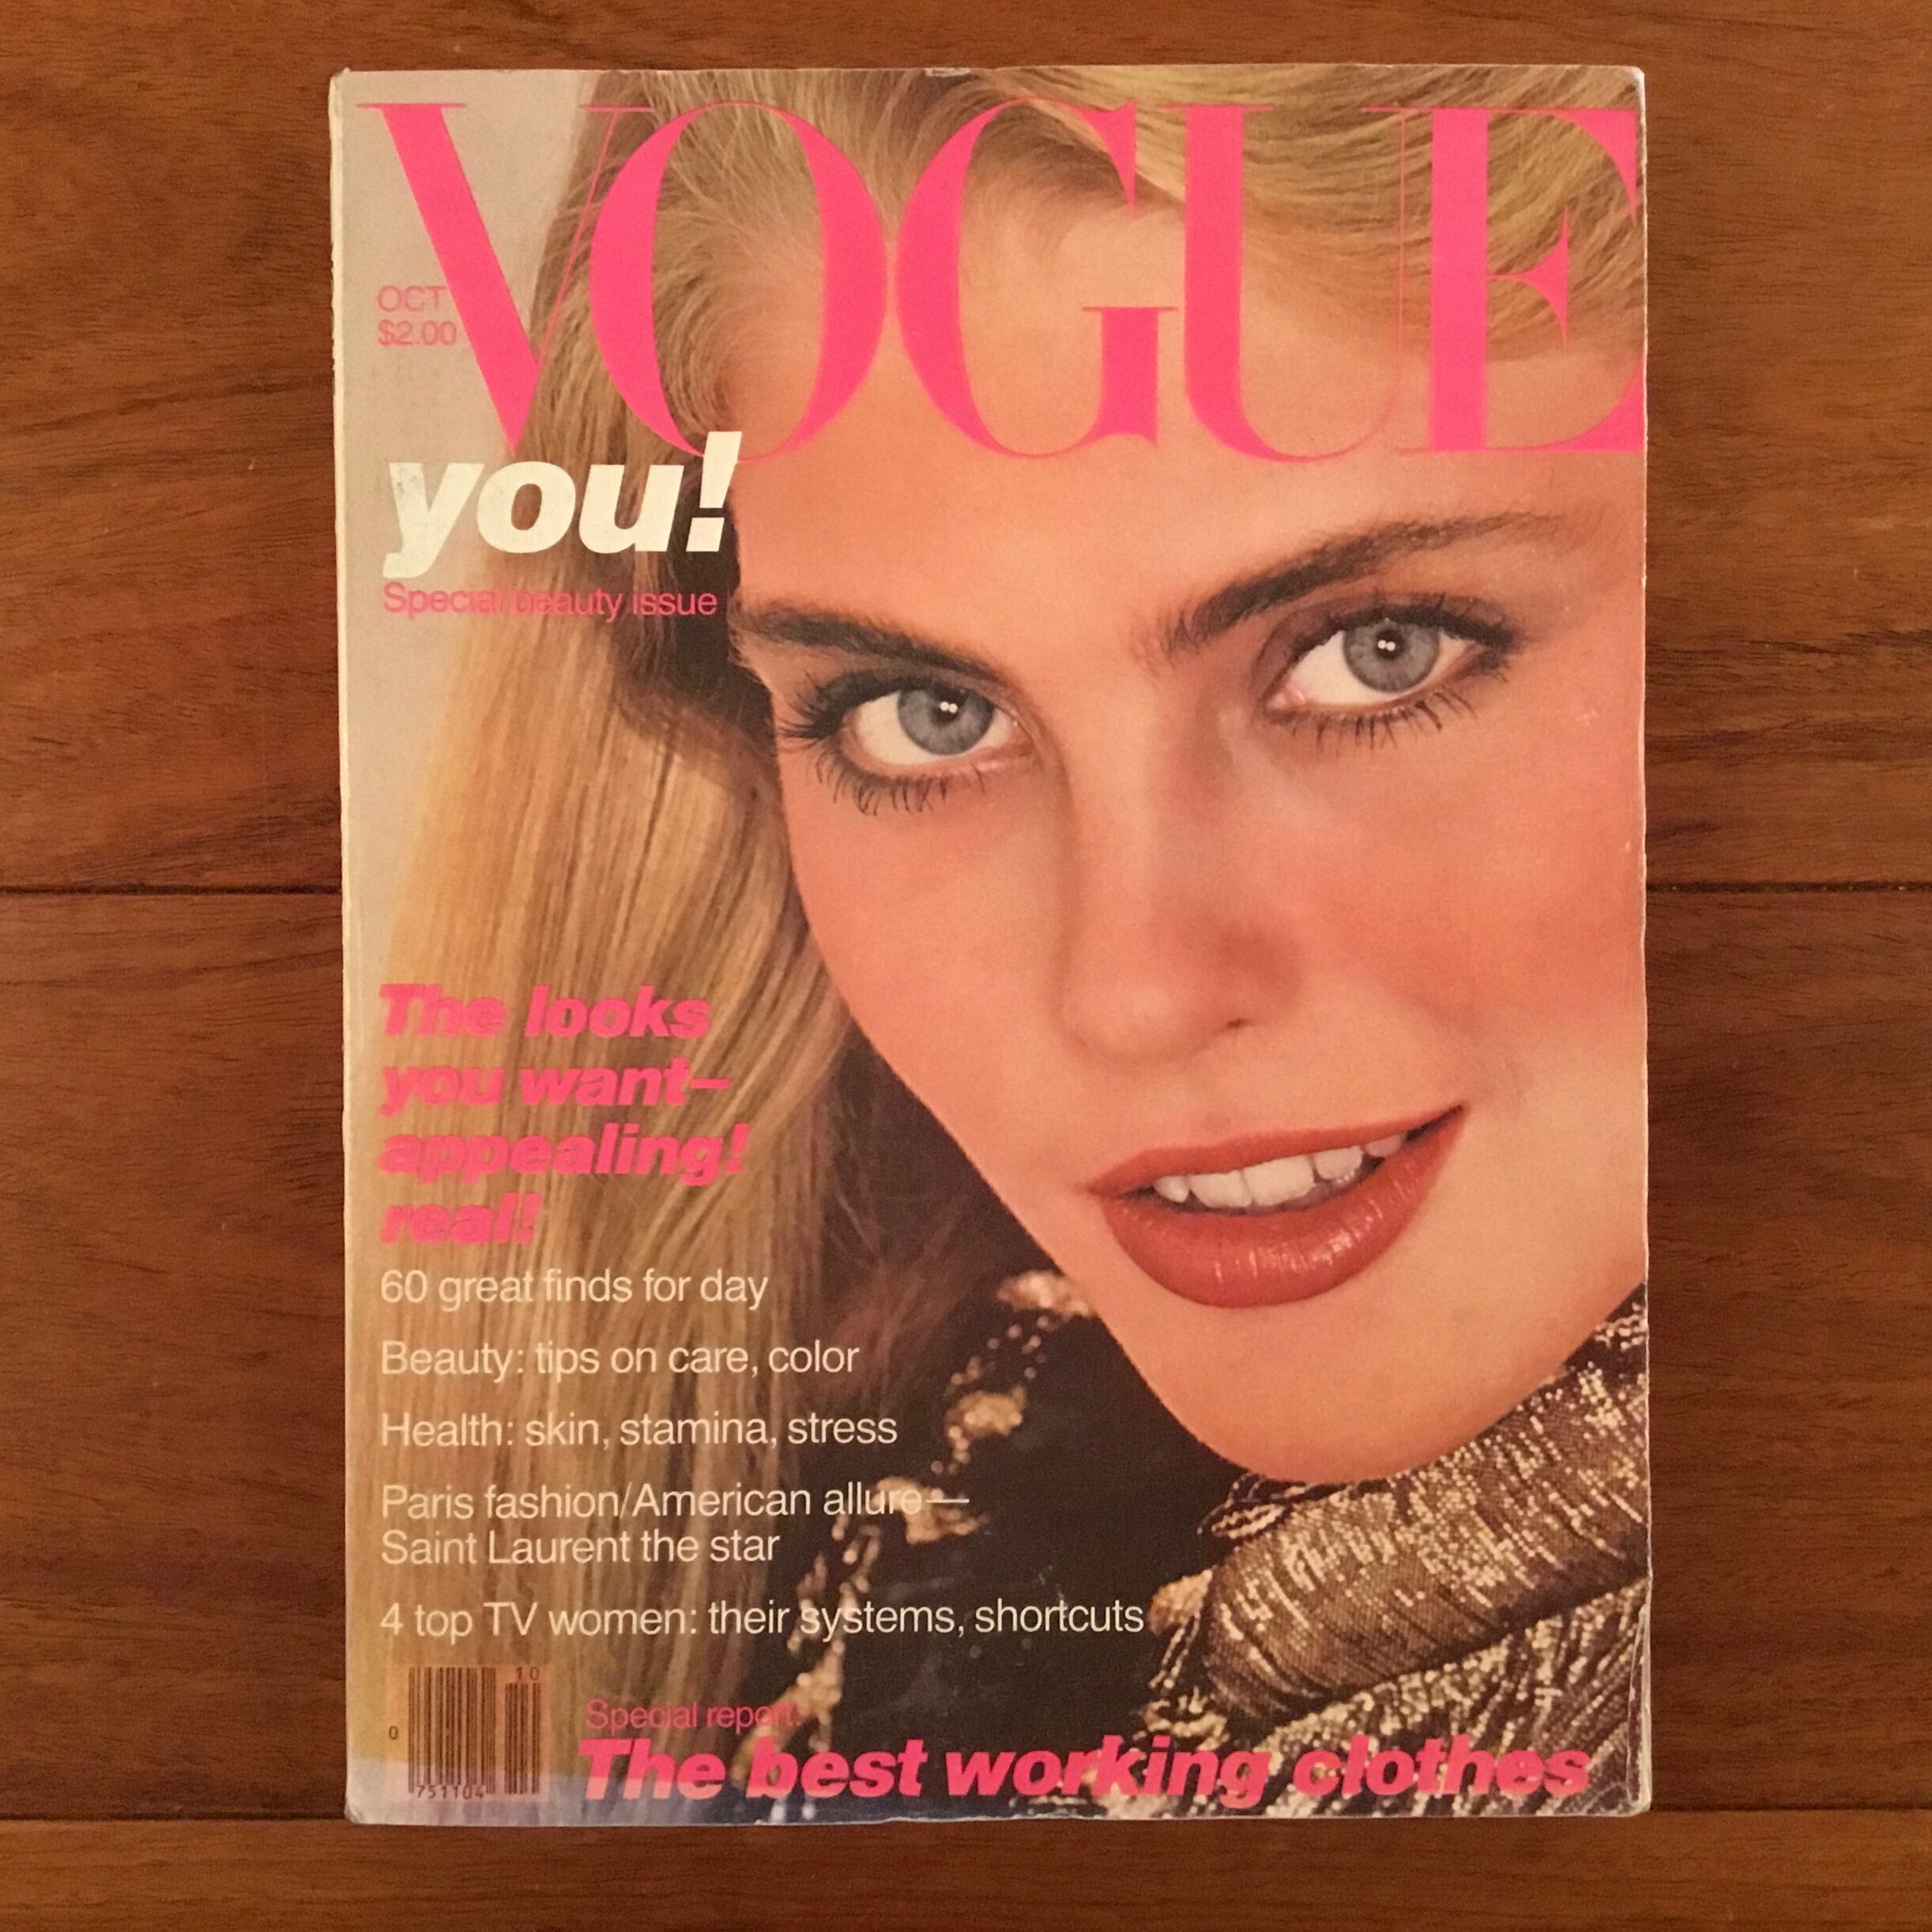 VOGUE
OCT
$2.00
you!
Special beauty issue
The looks
you want–
appealing!
real!
60 great finds for day
Beauty: tips on care, color
Health: skin, stamina, stress
Paris fashion/American allure—
Saint Laurent the star
4 top TV women: their systems, shortcuts
10
0
751104
Special report:
The best working clothes